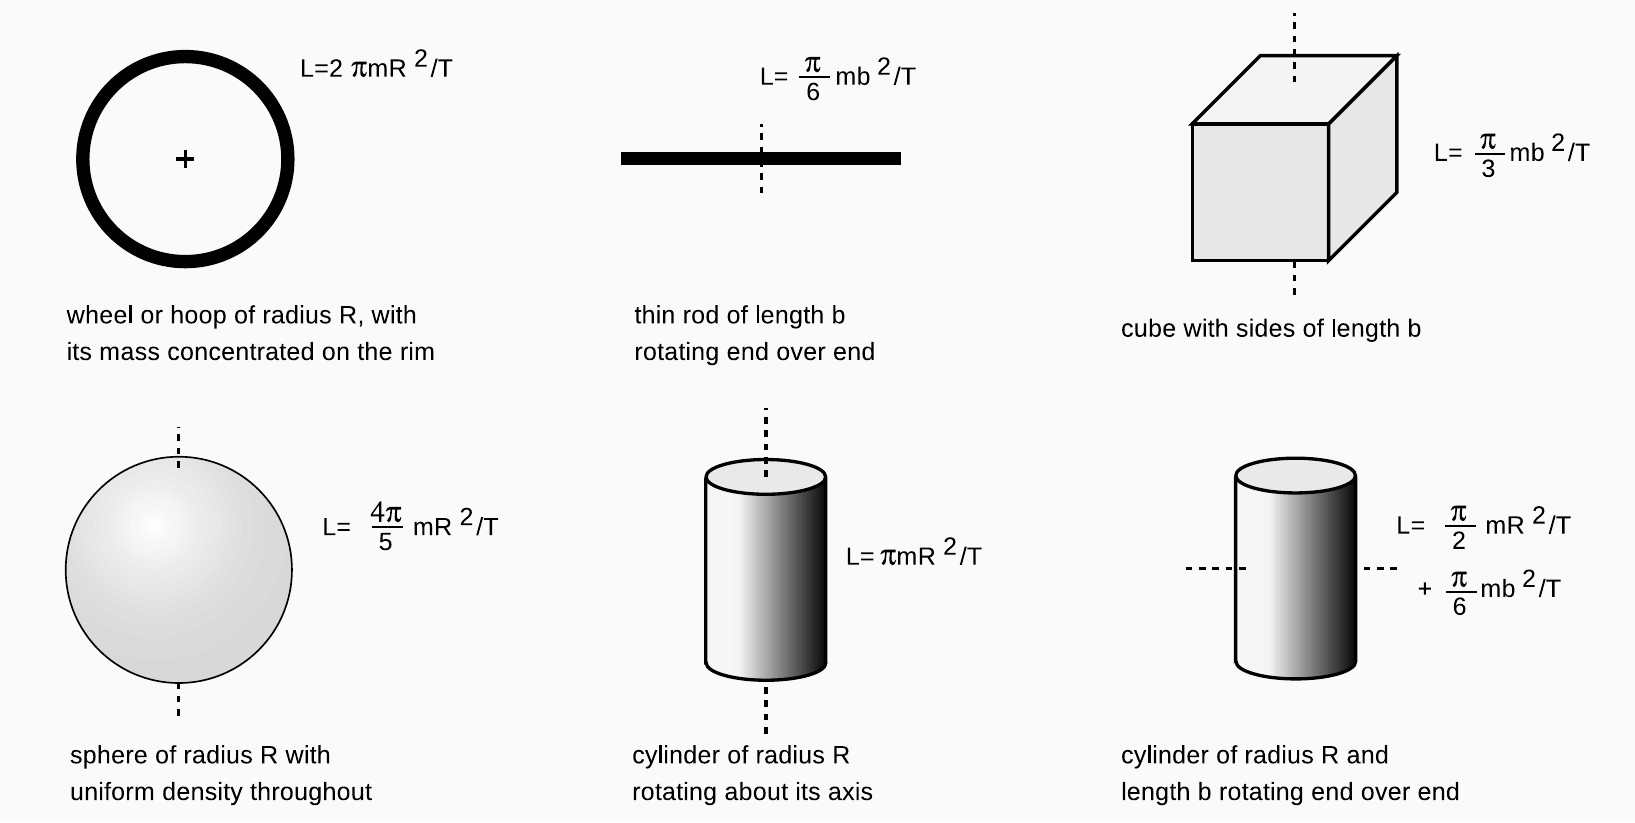 L=2 πmR 2/T
L= π/6 mb 2/T
L= π/3 mb 2/T
wheel or hoop of radius R, with
its mass concentrated on the rim
thin rod of length b
rotating end over end
cube with sides of length b
L= 4π/5 mR 2/T
L= πmR 2/T
L= π/2 mR 2/T
+ π/6 mb 2/T
sphere of radius R with
uniform density throughout
cylinder of radius R
rotating about its axis
cylinder of radius R and
length b rotating end over end